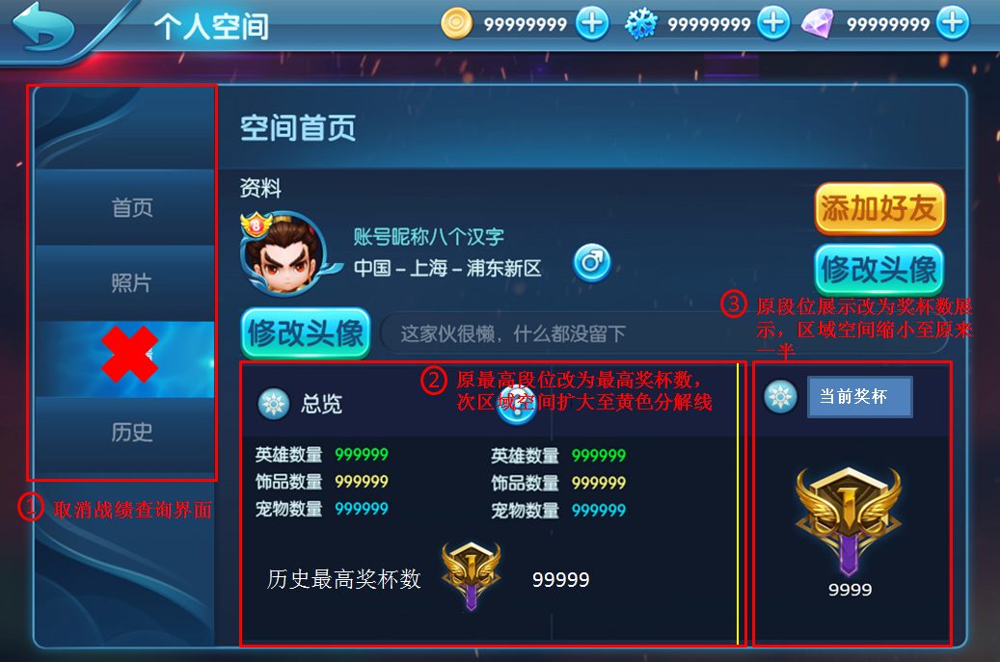 个人空间
99999999
99999999
99999999
空间首页
首页
照片
历史
资料
8
账号昵称八个汉字
中国－上海－浦东新区
添加好友
修改头像
修改头像
这家伙很懒，什么都没留下
① 取消战绩查询界面
② 原最高段位改为最高奖杯数，
次区域空间扩大至黄色分解线
③ 原段位展示改为奖杯数展
示，区域空间缩小至原来
一半
总览
?
英雄数量 999999
饰品数量 999999
宠物数量 999999
英雄数量 999999
饰品数量 999999
宠物数量 999999
历史最高奖杯数 99999
当前奖杯
9999